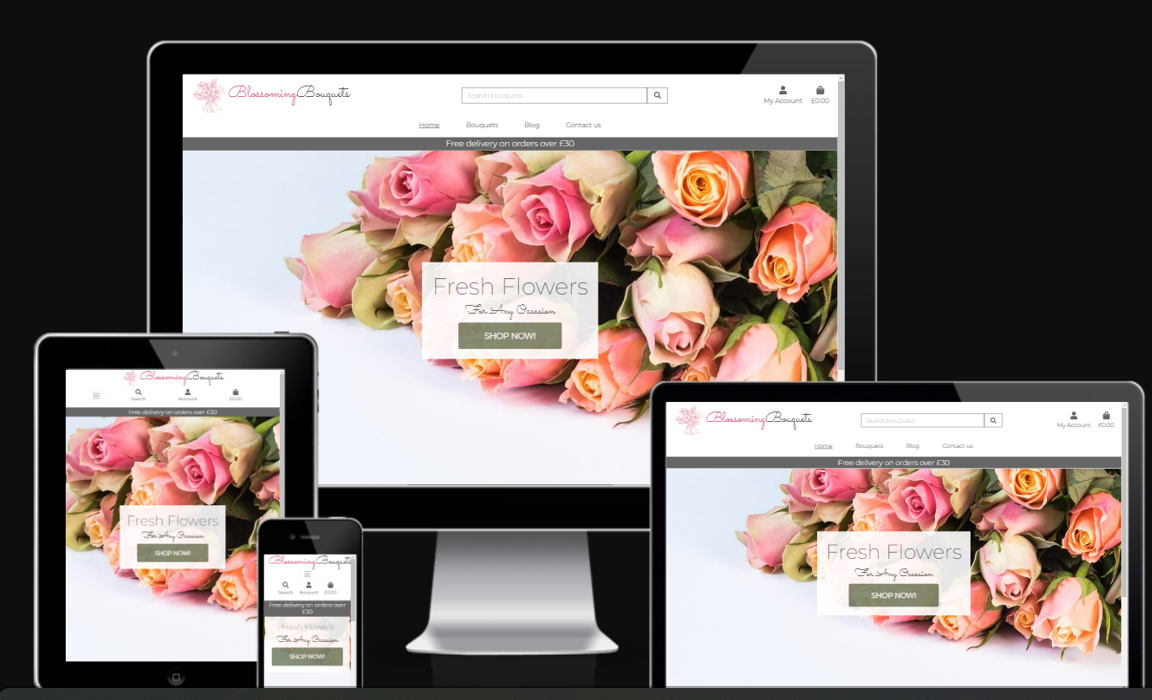 BlossomingBouquets
Search bouquets
My Account £0.00
Home Bouquets Blog Contact us
Free delivery on orders over £30
Fresh Flowers
For Any Occasion
SHOP NOW!
BlossomingBouquets
Search Account £0.00
Free delivery on orders over £30
Fresh Flowers
For Any Occasion
SHOP NOW!
BlossomingBouquets
Search Account £0.00
Free delivery on orders over
£30
Fresh Flowers
For Any Occasion
SHOP NOW!
BlossomingBouquets
Search bouquets
My Account £0.00
Home Bouquets Blog Contact us
Free delivery on orders over £30
Fresh Flowers
For Any Occasion
SHOP NOW!